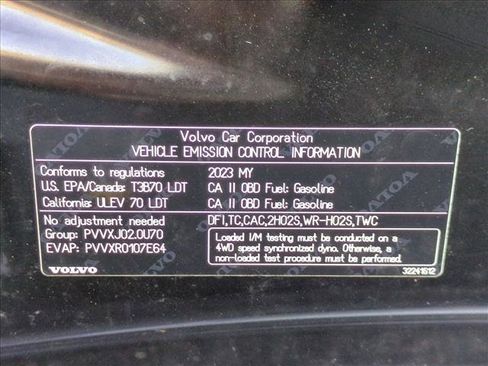 Volvo Car Corporation
VEHICLE EMISSION CONTROL INFORMATION
Conforms to regulations 2023 MY
U.S. EPA/Canada: T3B70 LDT CA II OBD Fuel: Gasoline
California: ULEV 70 LDT CA II OBD Fuel: Gasoline
No adjustment needed DFI,TC,CAC,2HO2S,WR-HO2S,TWC
Group: PVVXJ02.0U70
EVAP: PVVXR0107E64
Loaded I/M testing must be conducted on a
4WD speed synchronized dyno. Otherwise, a
non-loaded test procedure must be performed.
VOLVO 32241612